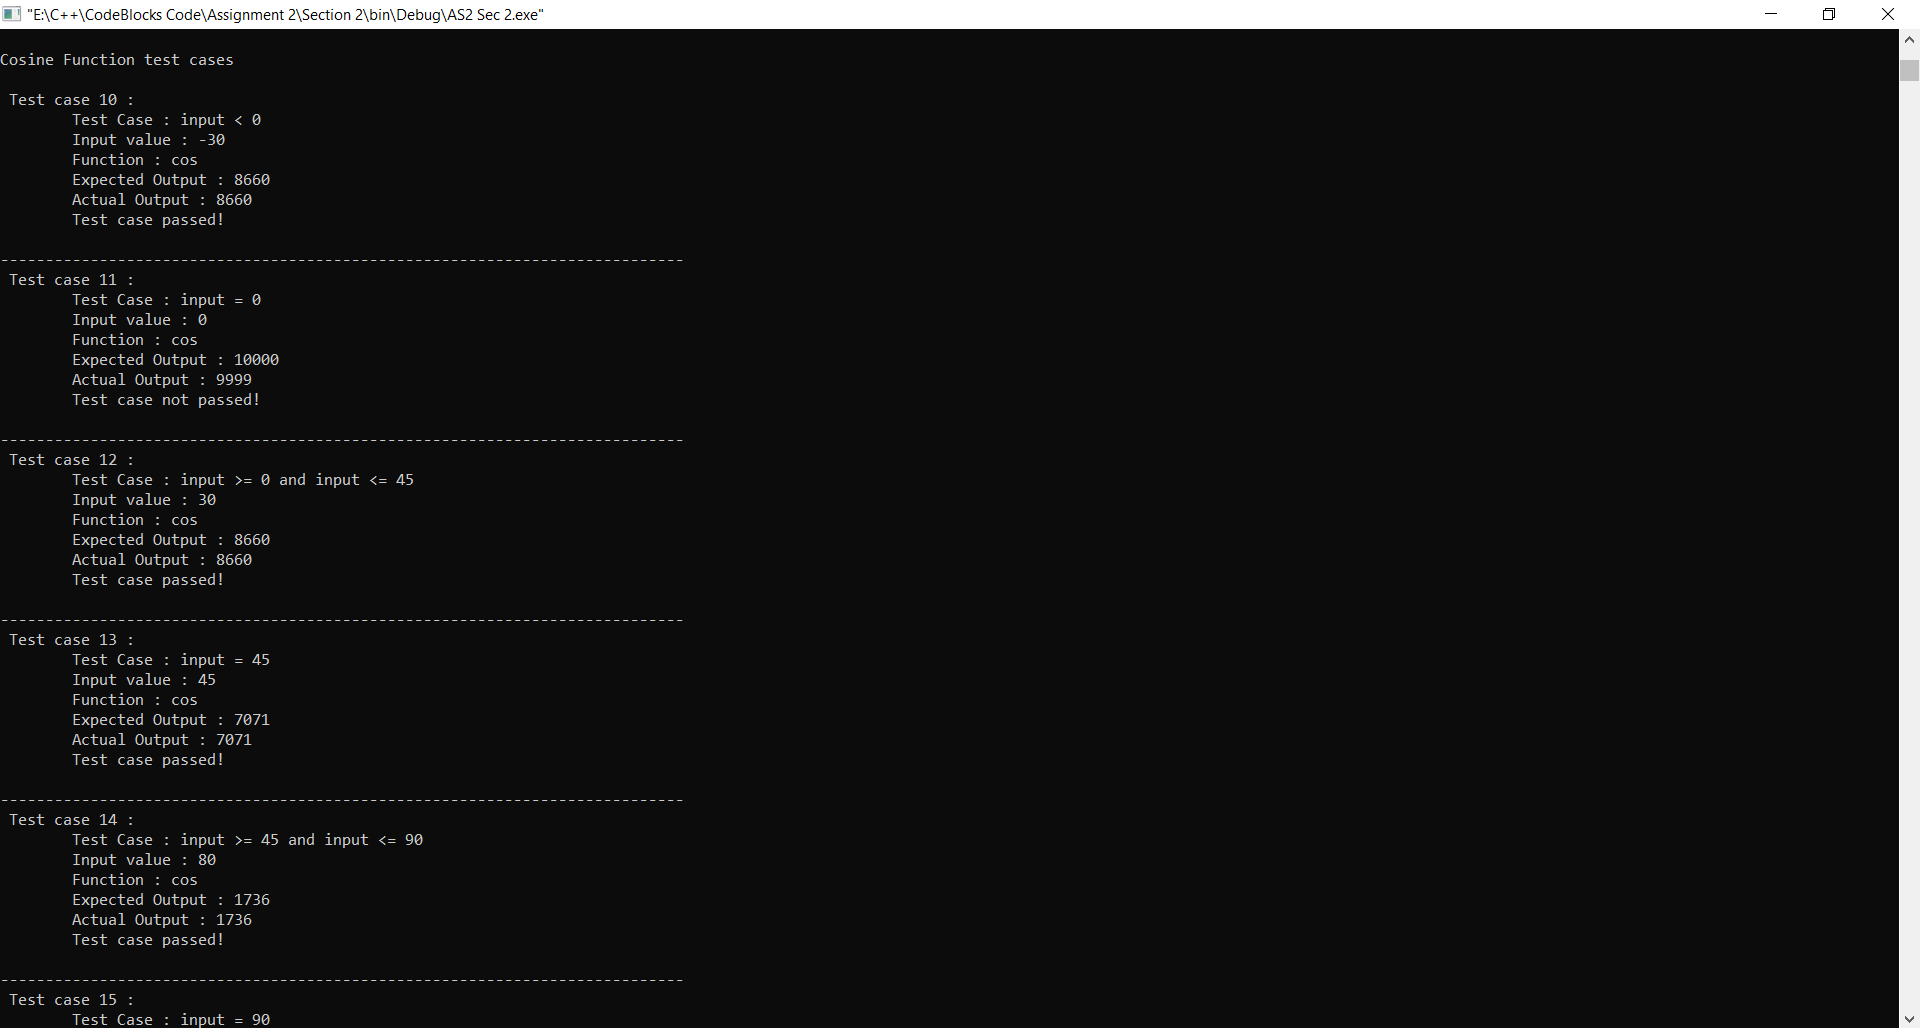 "E:\C++\CodeBlocks Code\Assignment 2\Section 2\bin\Debug\AS2 Sec 2.exe"
Cosine Function test cases
Test case 10 :
Test Case : input < 0
Input value : -30
Function : cos
Expected Output : 8660
Actual Output : 8660
Test case passed!
----------------------------------------------------------------------------
Test case 11 :
Test Case : input = 0
Input value : 0
Function : cos
Expected Output : 10000
Actual Output : 9999
Test case not passed!
----------------------------------------------------------------------------
Test case 12 :
Test Case : input >= 0 and input <= 45
Input value : 30
Function : cos
Expected Output : 8660
Actual Output : 8660
Test case passed!
----------------------------------------------------------------------------
Test case 13 :
Test Case : input = 45
Input value : 45
Function : cos
Expected Output : 7071
Actual Output : 7071
Test case passed!
----------------------------------------------------------------------------
Test case 14 :
Test Case : input >= 45 and input <= 90
Input value : 80
Function : cos
Expected Output : 1736
Actual Output : 1736
Test case passed!
----------------------------------------------------------------------------
Test case 15 :
Test Case : input = 90